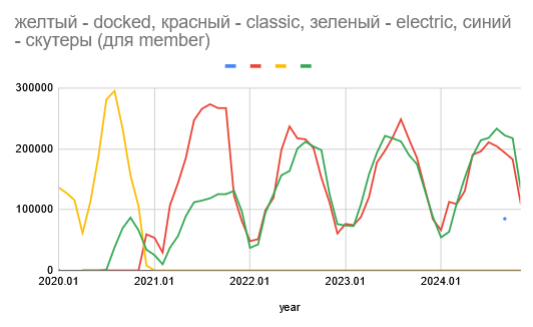 желтый - docked, красный - classic, зеленый - electric, синий
- скутеры (для member)
300000
200000
100000
0
2020.01 2021.01 2022.01 2023.01 2024.01
year